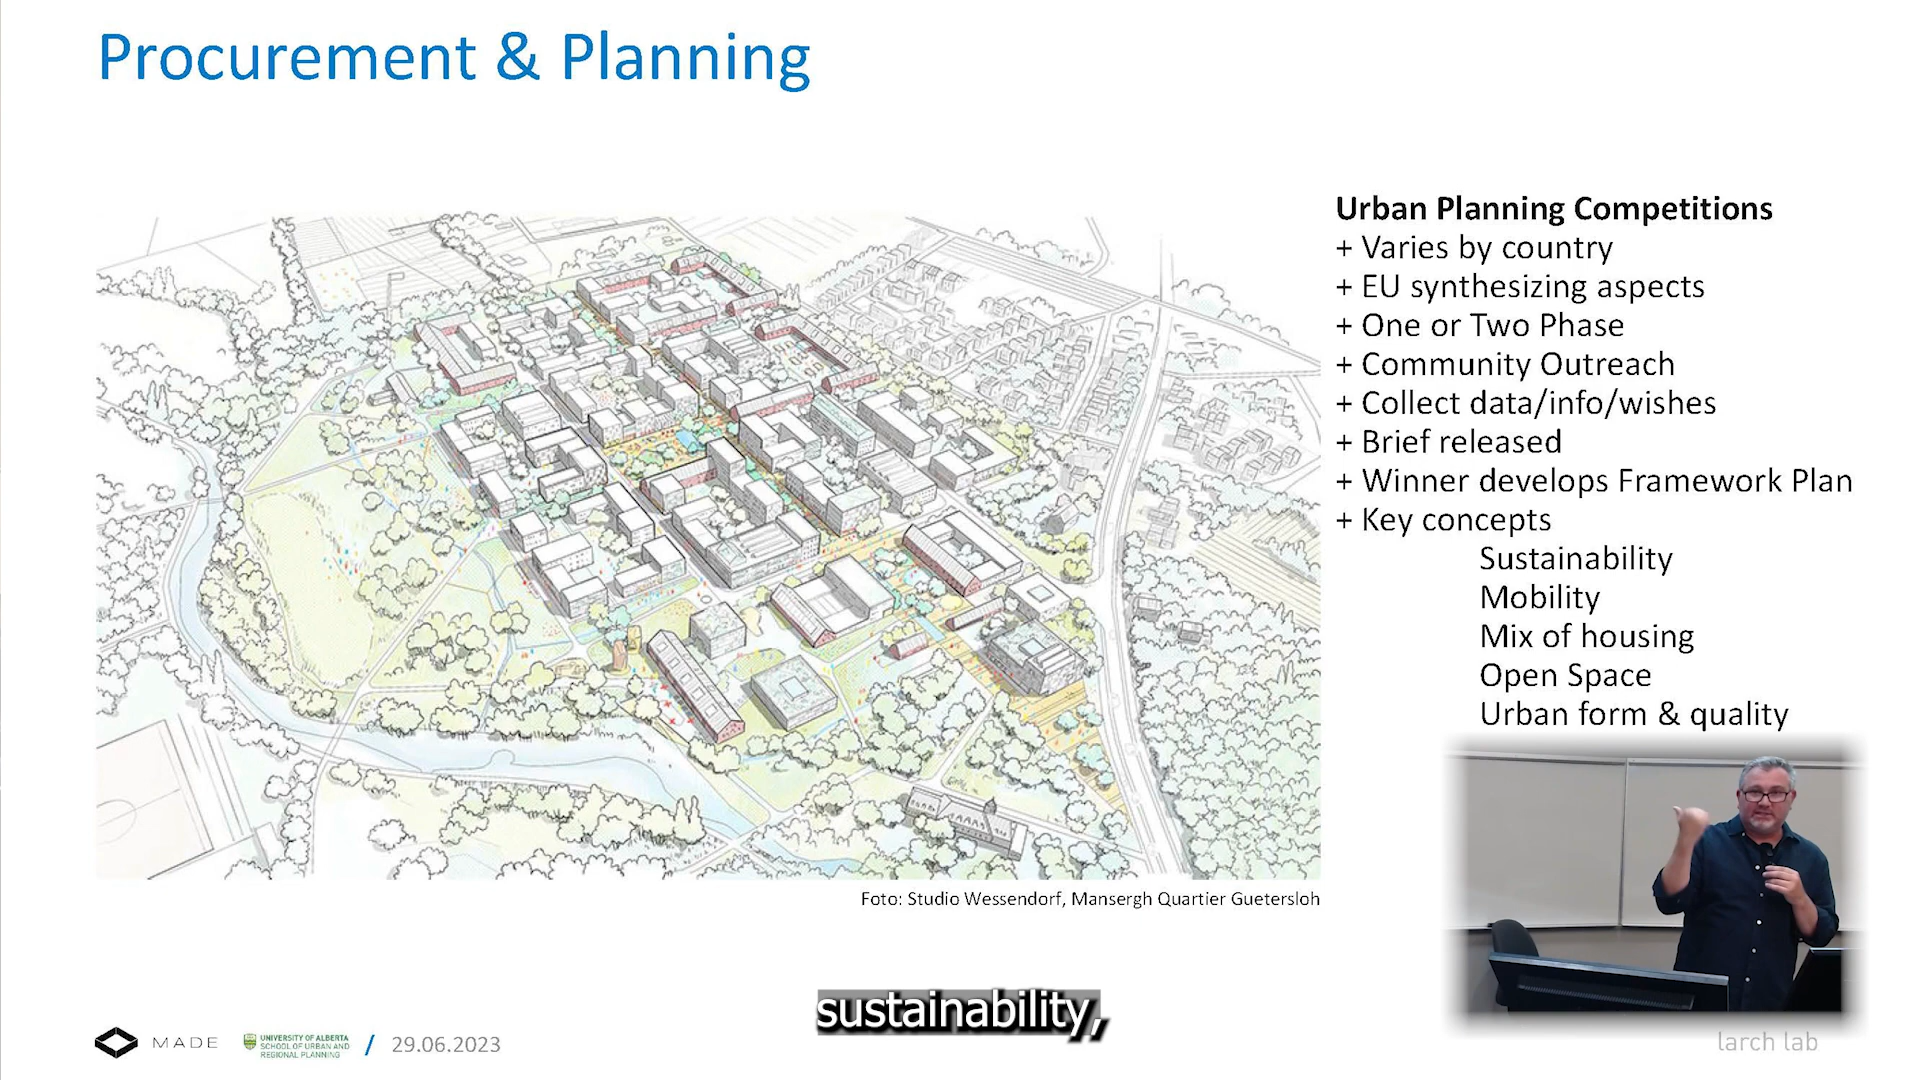 Procurement & Planning
Urban Planning Competitions
+ Varies by country
+ EU synthesizing aspects
+ One or Two Phase
+ Community Outreach
+ Collect data/info/wishes
+ Brief released
+ Winner develops Framework Plan
+ Key concepts
Sustainability
Mobility
Mix of housing
Open Space
Urban form & quality
Foto: Studio Wessendorf, Mansergh Quartier Guetersloh
sustainability,
MADE
UNIVERSITY OF ALBERTA
SCHOOL OF URBAN AND
REGIONAL PLANNING
/ 29.06.2023
larch lab